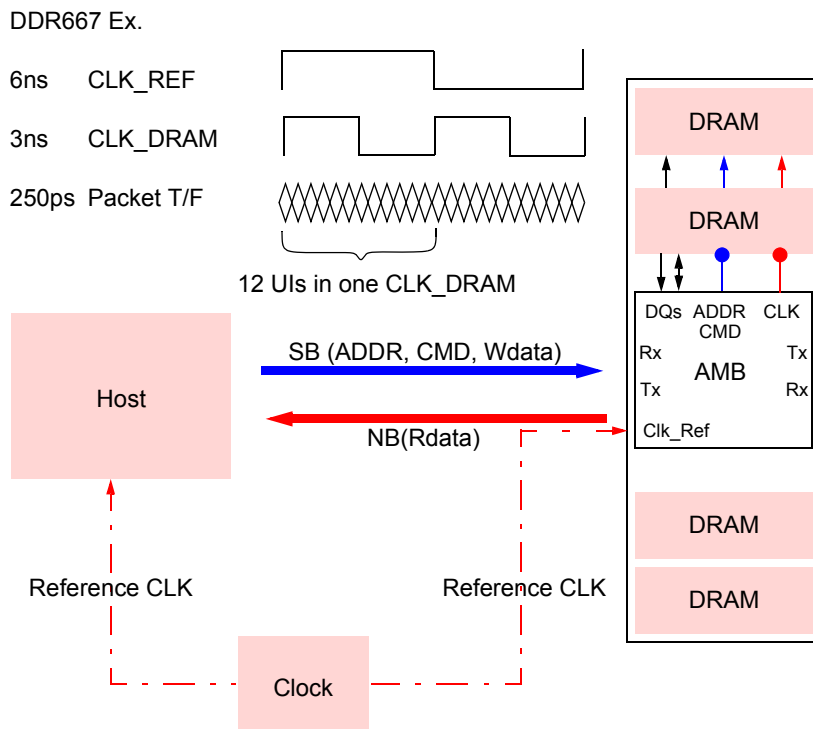 DDR667 Ex.
6ns CLK_REF
3ns CLK_DRAM
250ps Packet T/F
12 UIs in one CLK_DRAM
DRAM
DRAM
DQs ADDR CLK
CMD
Rx Tx
AMB
Tx Rx
Clk_Ref
Host
SB (ADDR, CMD, Wdata)
NB(Rdata)
DRAM
DRAM
Reference CLK
Reference CLK
Clock